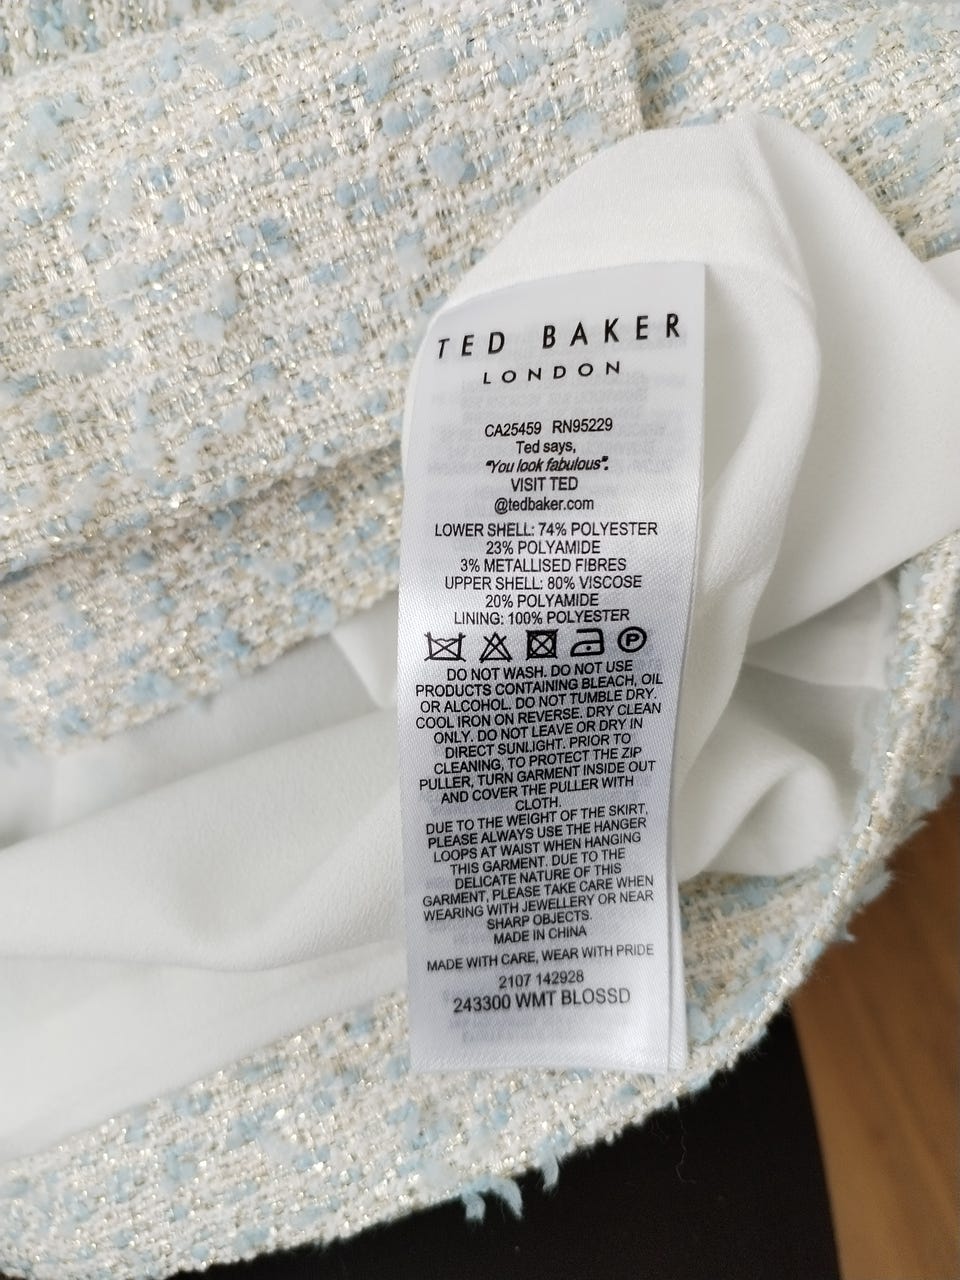 TED BAKER
LONDON
CA25459 RN95229
Ted says,
"You look fabulous".
VISIT TED
@tedbaker.com
LOWER SHELL: 74% POLYESTER
23% POLYAMIDE
3% METALLISED FIBRES
UPPER SHELL: 80% VISCOSE
20% POLYAMIDE
LINING: 100% POLYESTER
P
DO NOT WASH. DO NOT USE
PRODUCTS CONTAINING BLEACH, OIL
OR ALCOHOL. DO NOT TUMBLE DRY.
COOL IRON ON REVERSE. DRY CLEAN
ONLY. DO NOT LEAVE OR DRY IN
DIRECT SUNLIGHT. PRIOR TO
CLEANING, TO PROTECT THE ZIP
PULLER, TURN GARMENT INSIDE OUT
AND COVER THE PULLER WITH
CLOTH.
DUE TO THE WEIGHT OF THE SKIRT,
PLEASE ALWAYS USE THE HANGER
LOOPS AT WAIST WHEN HANGING
THIS GARMENT. DUE TO THE
DELICATE NATURE OF THIS
GARMENT, PLEASE TAKE CARE WHEN
WEARING WITH JEWELLERY OR NEAR
SHARP OBJECTS.
MADE IN CHINA
MADE WITH CARE, WEAR WITH PRIDE
2107 142928
243300 WMT BLOSSD